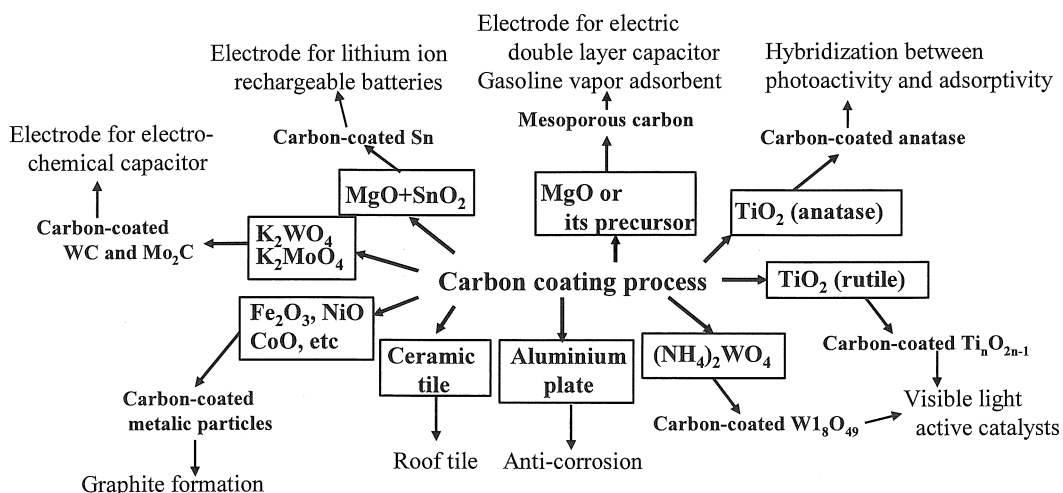 Electrode for electric
double layer capacitor
Gasoline vapor adsorbent
Electrode for lithium ion
rechargeable batteries
Hybridization between
photoactivity and adsorptivity
Mesoporous carbon
Electrode for electro-
chemical capacitor
Carbon-coated Sn
Carbon-coated anatase
MgO+SnO₂
MgO or
its precursor
TiO₂ (anatase)
Carbon-coated
WC and Mo₂C
K₂WO₄
K₂MoO₄
Carbon coating process
TiO₂ (rutile)
Fe₂O₃, NiO
CoO, etc
Ceramic
tile
Aluminium
plate
(NH₄)₂WO₄
Carbon-coated TiₙO₂ₙ₋₁
Carbon-coated
metalic particles
Carbon-coated W1₈O₄₉
Visible light
active catalysts
Roof tile
Anti-corrosion
Graphite formation